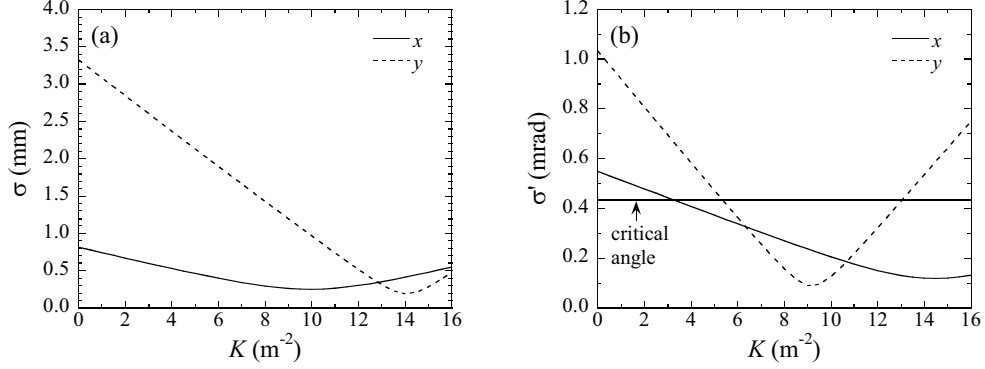 (a)
x
y
4.0
3.5
3.0
2.5
2.0
1.5
1.0
0.5
0.0
σ (mm)
0 2 4 6 8 10 12 14 16
K (m⁻²)
(b)
x
y
1.2
1.0
0.8
0.6
0.4
0.2
0.0
σ' (mrad)
critical
angle
0 2 4 6 8 10 12 14 16
K (m⁻²)